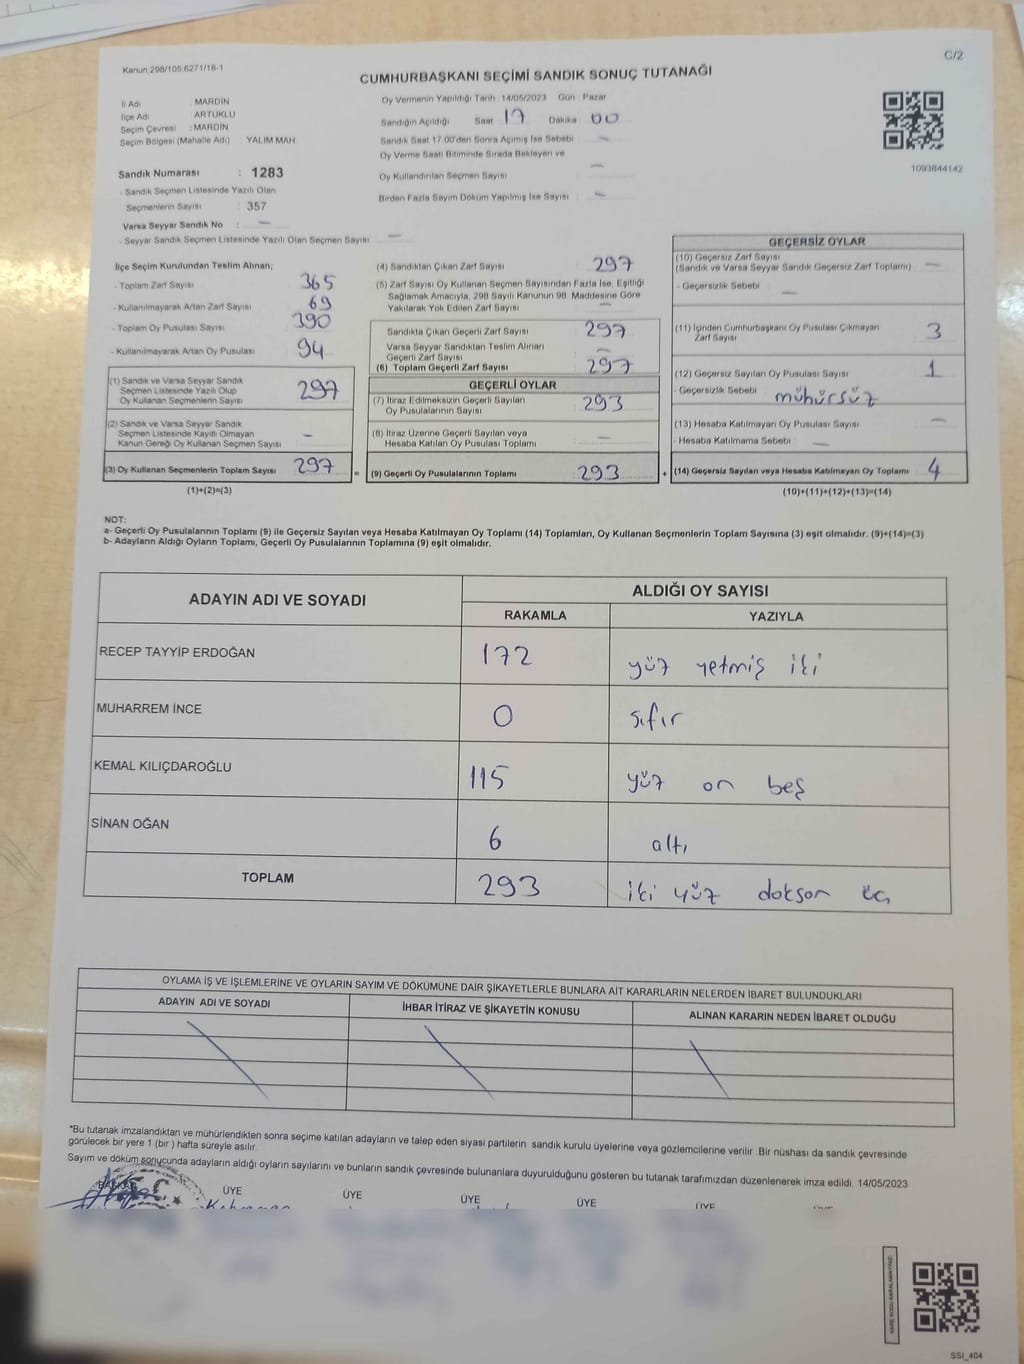 Kanun:298/105 6271/18-1
C/2
CUMHURBAŞKANI SEÇİMİ SANDIK SONUÇ TUTANAĞI
İl Adı : MARDİN
İlçe Adı : ARTUKLU
Seçim Çevresi : MARDİN
Seçim Bölgesi (Mahalle Adı) : YALIM MAH
Sandık Numarası : 1283
- Sandık Seçmen Listesinde Yazılı Olan
Seçmenlerin Sayısı : 357
Varsa Seyyar Sandık No : —
- Seyyar Sandık Seçmen Listesinde Yazılı Olan Seçmen Sayısı : —
Oy Vermenin Yapıldığı Tarih : 14/05/2023 Gün : Pazar
Sandığın Açıldığı Saat 17 Dakika 00
Sandık Saat 17.00'den Sonra Açımış İse Sebebi : —
Oy Verme Saati Bitiminde Sırada Bekleyen ve
Oy Kullandırılan Seçmen Sayısı : —
Birden Fazla Sayım Döküm Yapılmış İse Sayısı : —
1093644142
İlçe Seçim Kurulundan Teslim Alınan;
- Toplam Zarf Sayısı : 365
- Kullanılmayarak Artan Zarf Sayısı : 69
- Toplam Oy Pusulası Sayısı : 390
- Kullanılmayarak Artan Oy Pusulası : 94
(1) Sandık ve Varsa Seyyar Sandık
Seçmen Listesinde Yazılı Olup
Oy Kullanan Seçmenlerin Sayısı : 297
(2) Sandık ve Varsa Seyyar Sandık
Seçmen Listesinde Kayıtlı Olmayan
Kanun Gereği Oy Kullanan Seçmen Sayısı : —
(3) Oy Kullanan Seçmenlerin Toplam Sayısı : 297
(1)+(2)=(3)
=
(4) Sandıktan Çıkan Zarf Sayısı : 297
(5) Zarf Sayısı Oy Kullanan Seçmen Sayısından Fazla İse, Eşitliği
Sağlamak Amacıyla, 298 Sayılı Kanunun 98. Maddesine Göre
Yakılarak Yok Edilen Zarf Sayısı : —
Sandıkta Çıkan Geçerli Zarf Sayısı : 297
Varsa Seyyar Sandıktan Teslim Alınan
Geçerli Zarf Sayısı : —
(6) Toplam Geçerli Zarf Sayısı : 297
GEÇERLİ OYLAR
(7) İtiraz Edilmeksizin Geçerli Sayılan
Oy Pusulalarının Sayısı : 293
(8) İtiraz Üzerine Geçerli Sayılan veya
Hesaba Katılan Oy Pusulası Toplamı : —
(9) Geçerli Oy Pusulalarının Toplamı : 293
+
GEÇERSİZ OYLAR
(10) Geçersiz Zarf Sayısı
(Sandık ve Varsa Seyyar Sandık Geçersiz Zarf Toplamı) : —
- Geçersizlik Sebebi : —
(11) İçinden Cumhurbaşkanı Oy Pusulası Çıkmayan
Zarf Sayısı : 3
(12) Geçersiz Sayılan Oy Pusulası Sayısı : 1
- Geçersizlik Sebebi : mühürsüz
(13) Hesaba Katılmayan Oy Pusulası Sayısı : —
- Hesaba Katılmama Sebebi : —
(14) Geçersiz Sayılan veya Hesaba Katılmayan Oy Toplamı : 4
(10)+(11)+(12)+(13)=(14)
NOT:
a- Geçerli Oy Pusulalarının Toplamı (9) ile Geçersiz Sayılan veya Hesaba Katılmayan Oy Toplamı (14) Toplamları, Oy Kullanan Seçmenlerin Toplam Sayısına (3) eşit olmalıdır. (9)+(14)=(3)
b- Adayların Aldığı Oyların Toplamı, Geçerli Oy Pusulalarının Toplamına (9) eşit olmalıdır.
ADAYIN ADI VE SOYADI
ALDIĞI OY SAYISI
RAKAMLA YAZIYLA
RECEP TAYYİP ERDOĞAN 172 yüz yetmiş iki
MUHARREM İNCE 0 sıfır
KEMAL KILIÇDAROĞLU 115 yüz on beş
SİNAN OĞAN 6 altı
TOPLAM 293 iki yüz doksan üç
OYLAMA İŞ VE İŞLEMLERİNE VE OYLARIN SAYIM VE DÖKÜMÜNE DAİR ŞİKAYETLERLE BUNLARA AİT KARARLARIN NELERDEN İBARET BULUNDUKLARI
ADAYIN ADI VE SOYADI İHBAR İTİRAZ VE ŞİKAYETİN KONUSU ALINAN KARARIN NEDEN İBARET OLDUĞU
*Bu tutanak imzalandıktan ve mühürlendikten sonra seçime katılan adayların ve talep eden siyasi partilerin sandık kurulu üyelerine veya gözlemcilerine verilir. Bir nüshası da sandık çevresinde
görülecek bir yere 1 (bir ) hafta süreyle asılır.
Sayım ve döküm sonucunda adayların aldığı oyların sayılarını ve bunların sandık çevresinde bulunanlara duyurulduğunu gösteren bu tutanak tarafımızdan düzenlenerek imza edildi. 14/05/2023
ÜYE ÜYE ÜYE ÜYE ÜYE
SSI_404